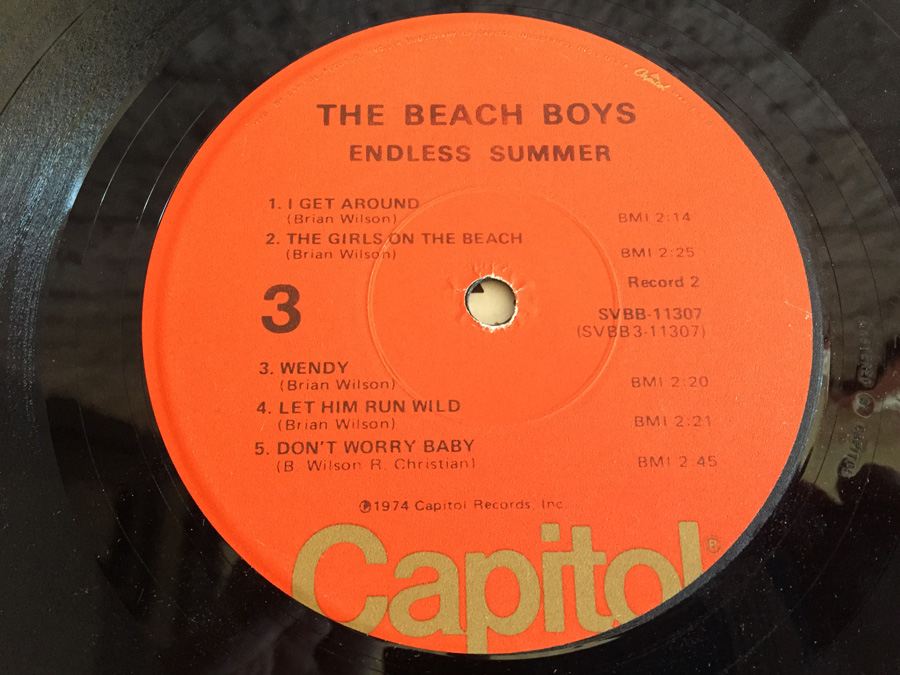 Capitol
THE BEACH BOYS
ENDLESS SUMMER
1. I GET AROUND
(Brian Wilson) BMI 2:14
2. THE GIRLS ON THE BEACH
(Brian Wilson) BMI 2:25
Record 2
3
SVBB-11307
(SVBB3-11307)
3. WENDY
(Brian Wilson) BMI 2:20
4. LET HIM RUN WILD
(Brian Wilson) BMI 2:21
5. DON'T WORRY BABY
(B. Wilson R. Christian) BMI 2:45
℗1974 Capitol Records, Inc.
Capitol®